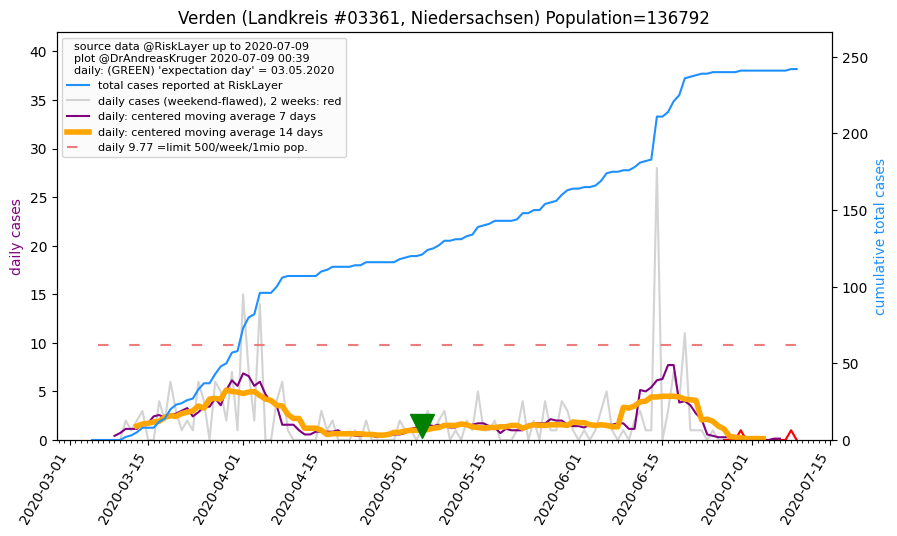 Verden (Landkreis #03361, Niedersachsen) Population=136792
source data @RiskLayer up to 2020-07-09
plot @DrAndreasKruger 2020-07-09 00:39
daily: (GREEN) 'expectation day' = 03.05.2020
total cases reported at RiskLayer
daily cases (weekend-flawed), 2 weeks: red
daily: centered moving average 7 days
daily: centered moving average 14 days
daily 9.77 =limit 500/week/1mio pop.
daily cases
40
35
30
25
20
15
10
5
0
cumulative total cases
250
200
150
100
50
0
2020-03-01
2020-03-15
2020-04-01
2020-04-15
2020-05-01
2020-05-15
2020-06-01
2020-06-15
2020-07-01
2020-07-15